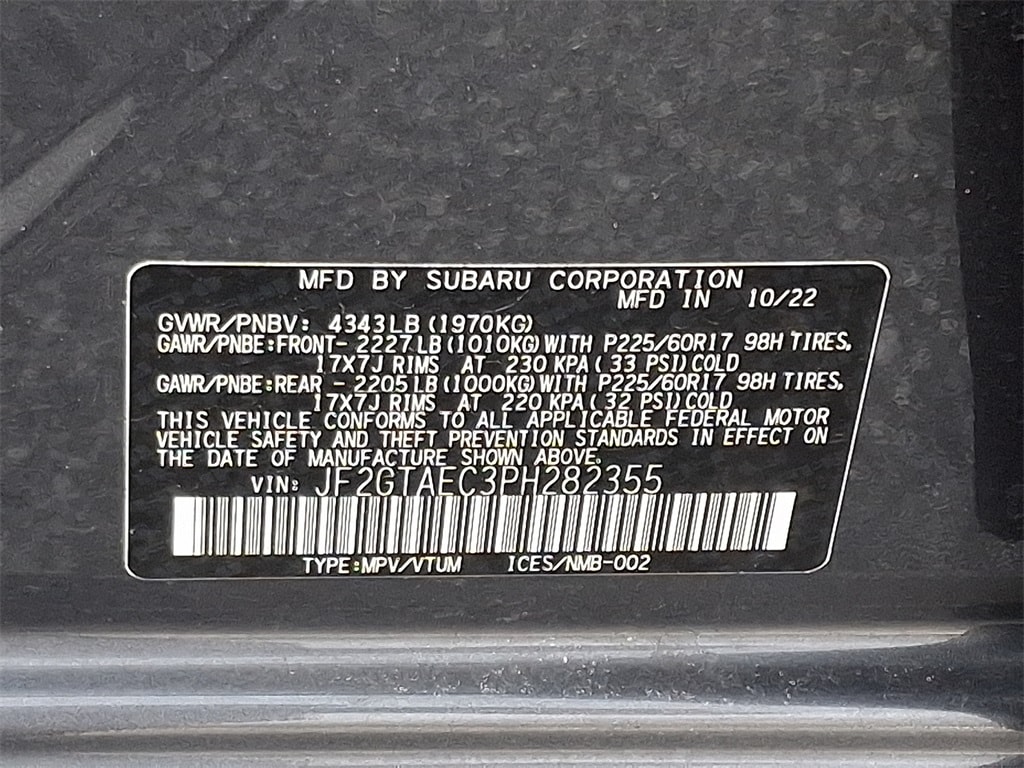 MFD BY SUBARU CORPORATION
MFD IN 10/22
GVWR/PNBV: 4343LB(1970KG)
GAWR/PNBE:FRONT- 2227LB(1010KG)WITH P225/60R17 98H TIRES,
17X7J RIMS AT 230 KPA( 33 PSI)COLD
GAWR/PNBE:REAR - 2205LB(1000KG)WITH P225/60R17 98H TIRES,
17X7J RIMS AT 220 KPA( 32 PSI)COLD
THIS VEHICLE CONFORMS TO ALL APPLICABLE FEDERAL MOTOR
VEHICLE SAFETY AND THEFT PREVENTION STANDARDS IN EFFECT ON
THE DATE OF MANUFACTURE SHOWN ABOVE.
VIN: JF2GTAEC3PH282355
TYPE:MPV/VTUM ICES/NMB-002